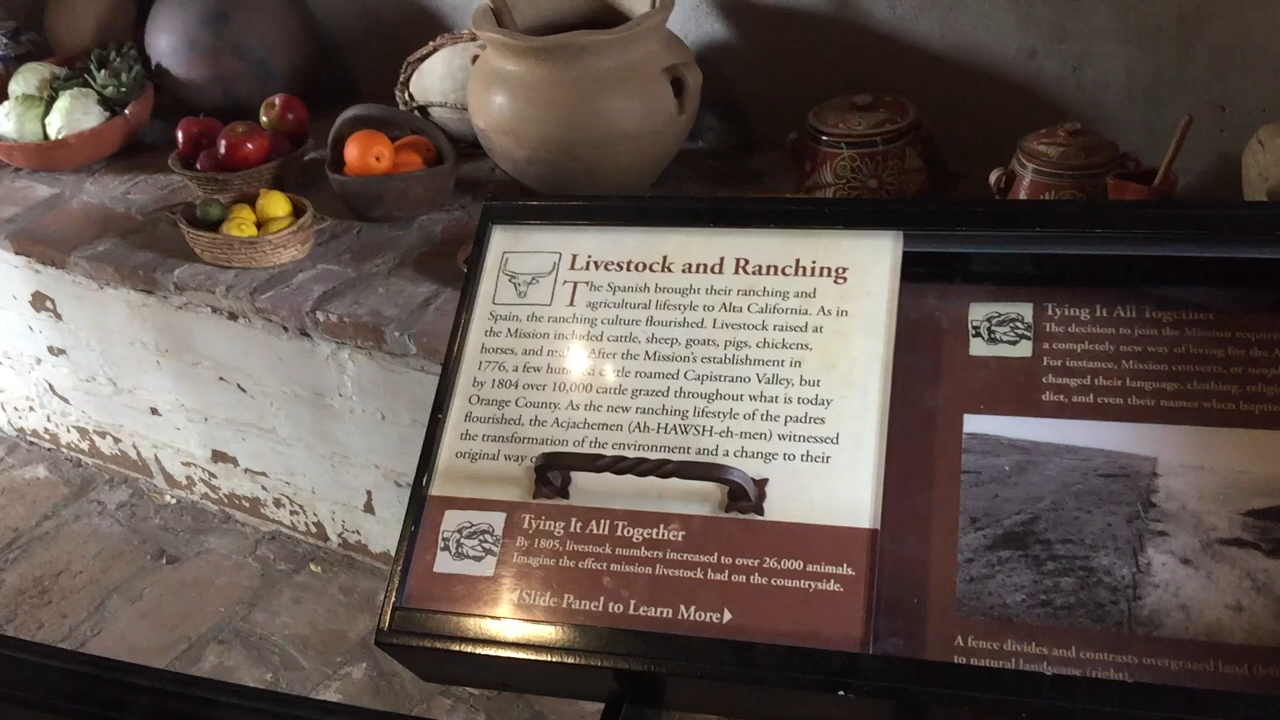 Livestock and Ranching
The Spanish brought their ranching and
agricultural lifestyle to Alta California. As in
Spain, the ranching culture flourished. Livestock raised at
the Mission included cattle, sheep, goats, pigs, chickens,
horses, and After the Mission's establishment in
1776, a few cattle roamed Capistrano Valley, but
by 1804 over 10,000 cattle grazed throughout what is today
Orange County. As the new ranching lifestyle of the padres
flourished, the Acjachemen (Ah-HAWSH-eh-men) witnessed
the transformation of the environment and a change to their
original way
Tying It All Together
By 1805, livestock numbers increased to over 26,000 animals.
Imagine the effect mission livestock had on the countryside.
◀Slide Panel to Learn More▶
Tying It All Together
The decision to join the Mission
a completely new way of living for the
For instance, Mission converts, or
changed their language, clothing,
diet, and even their names when
A fence divides and contrasts overgrazed land
to natural landscape (right).